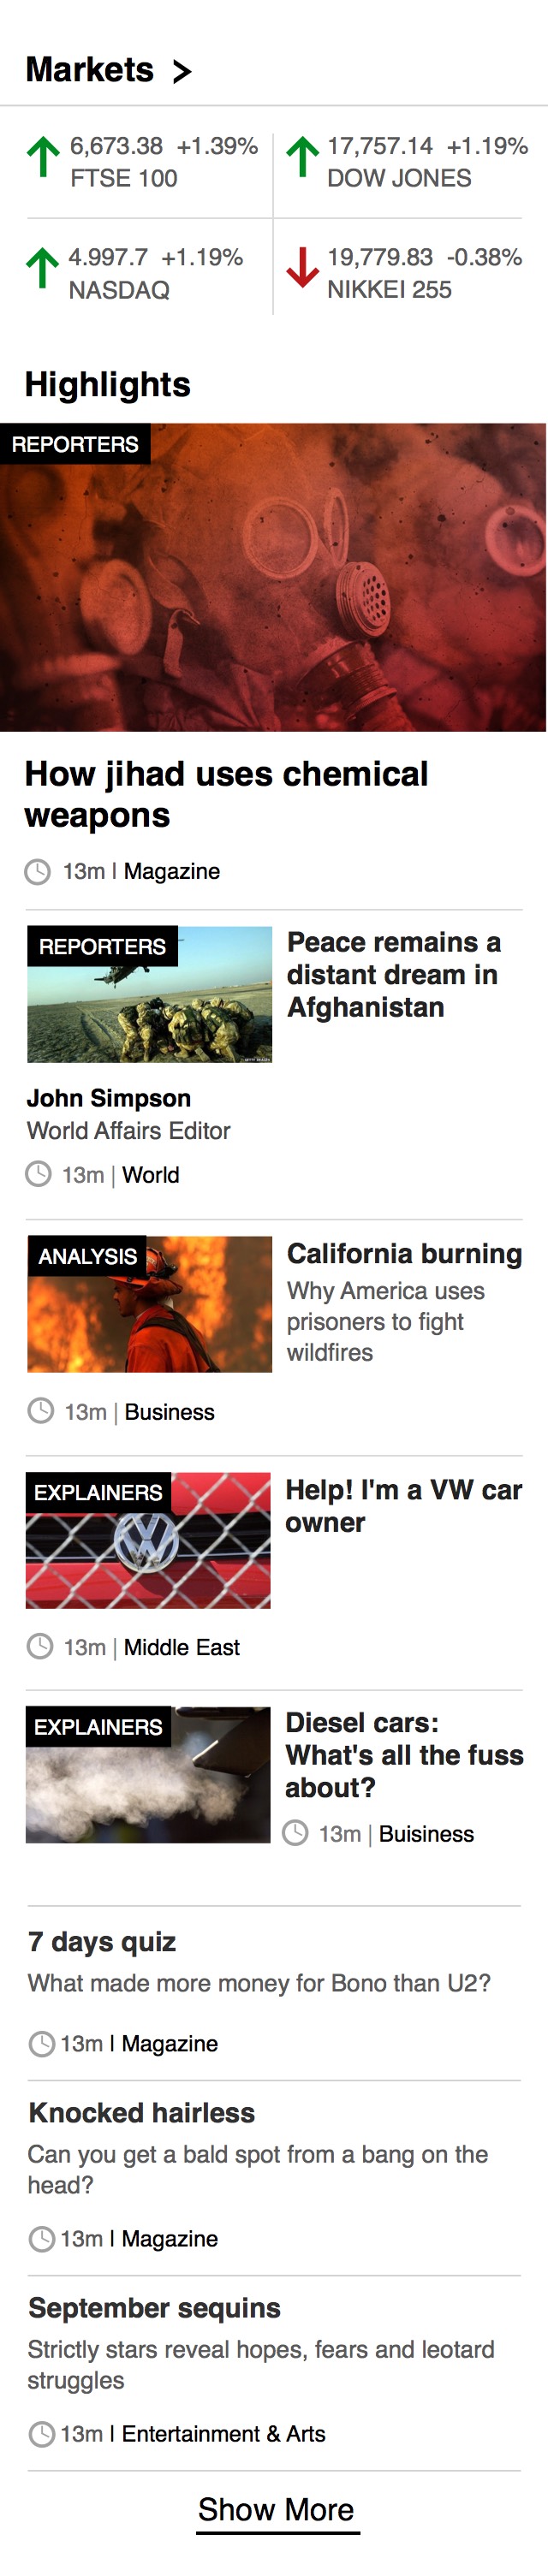 Markets >
6,673.38 +1.39%
FTSE 100
17,757.14 +1.19%
DOW JONES
4.997.7 +1.19%
NASDAQ
19,779.83 -0.38%
NIKKEI 255
Highlights
REPORTERS
How jihad uses chemical
weapons
13m | Magazine
REPORTERS
Peace remains a
distant dream in
Afghanistan
John Simpson
World Affairs Editor
13m | World
ANALYSIS
California burning
Why America uses
prisoners to fight
wildfires
13m | Business
EXPLAINERS
Help! I'm a VW car
owner
13m | Middle East
EXPLAINERS
Diesel cars:
What's all the fuss
about?
13m | Buisiness
7 days quiz
What made more money for Bono than U2?
13m | Magazine
Knocked hairless
Can you get a bald spot from a bang on the
head?
13m | Magazine
September sequins
Strictly stars reveal hopes, fears and leotard
struggles
13m | Entertainment & Arts
Show More